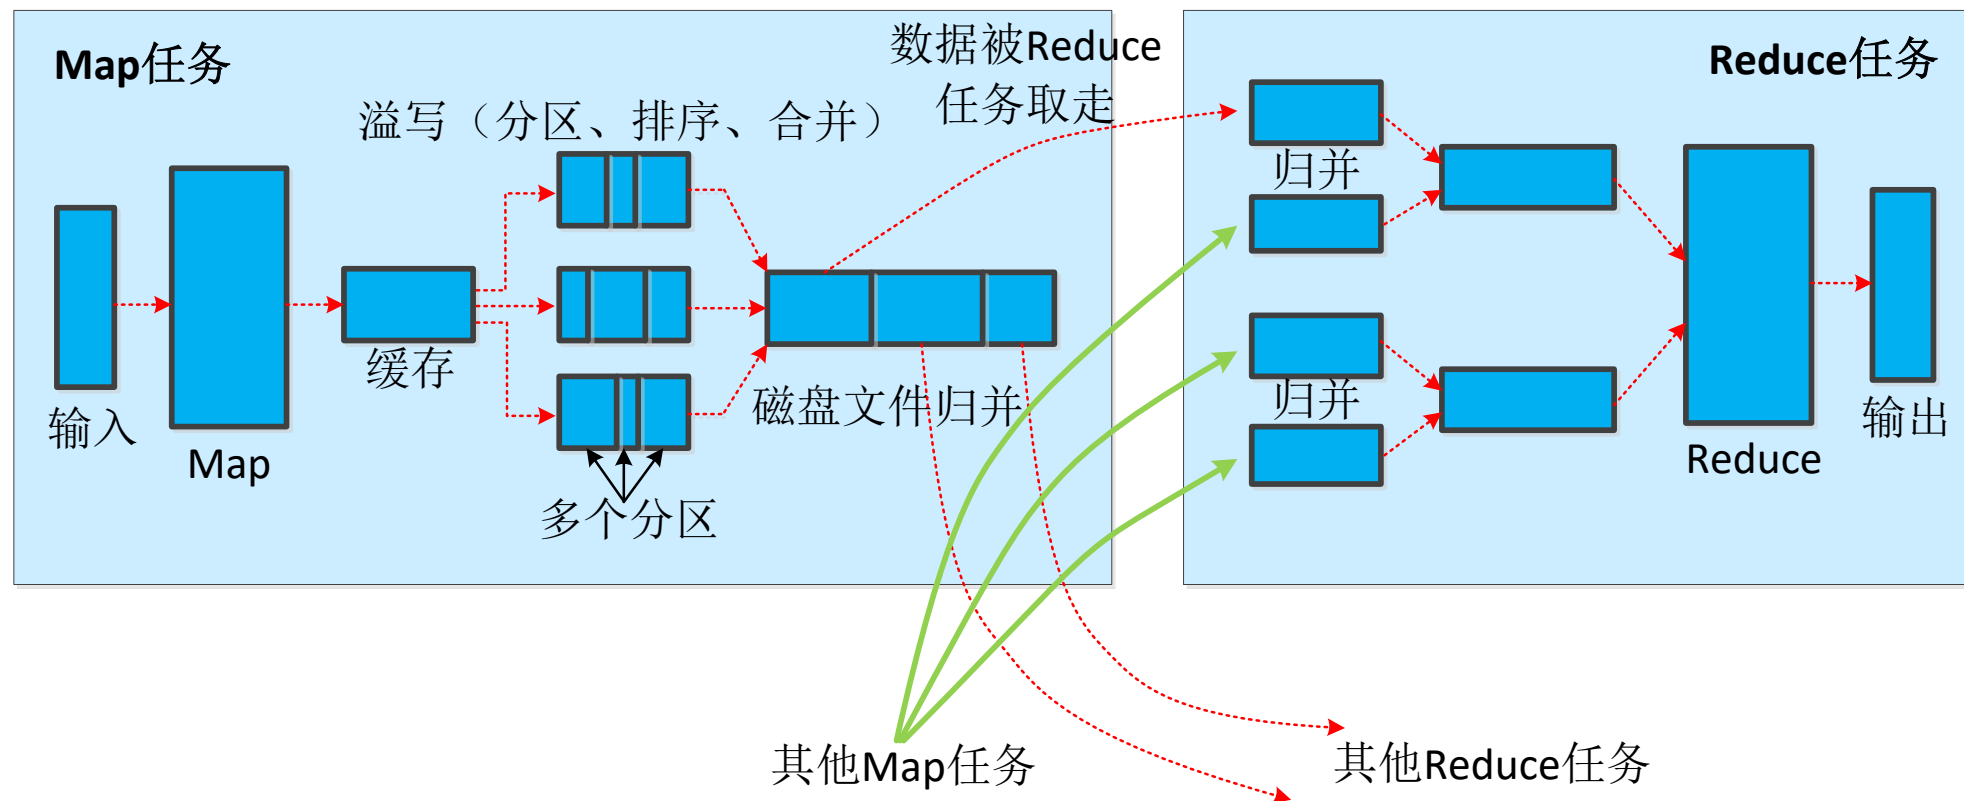 Map任务
数据被Reduce
任务取走
Reduce任务
溢写（分区、排序、合并）
归并
缓存
磁盘文件归并
归并
输入
Map
输出
Reduce
多个分区
其他Map任务
其他Reduce任务